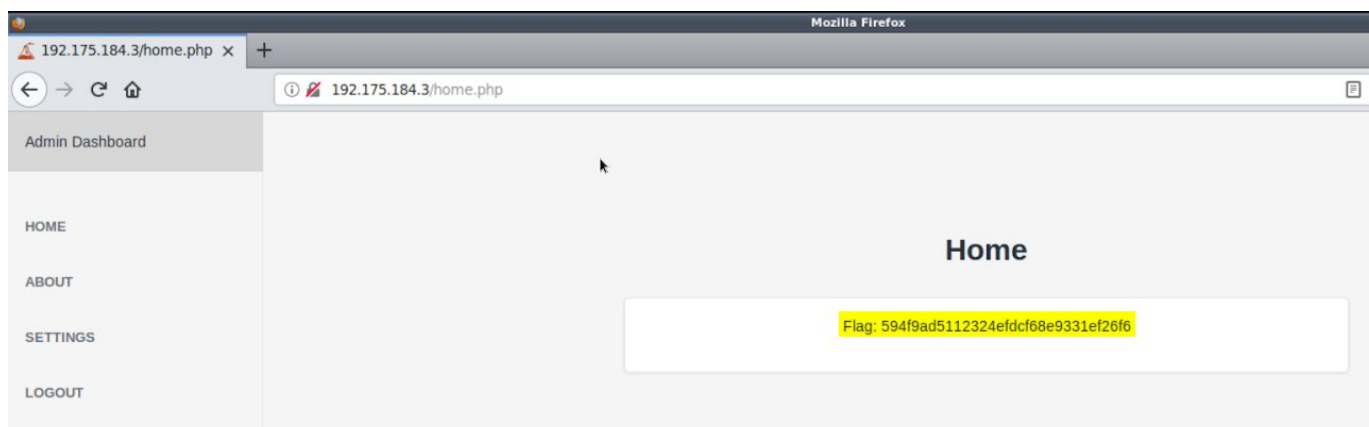 Mozilla Firefox
192.175.184.3/home.php
192.175.184.3/home.php
Admin Dashboard
HOME
ABOUT
SETTINGS
LOGOUT
Home
Flag: 594f9ad5112324efdcf68e9331ef26f6